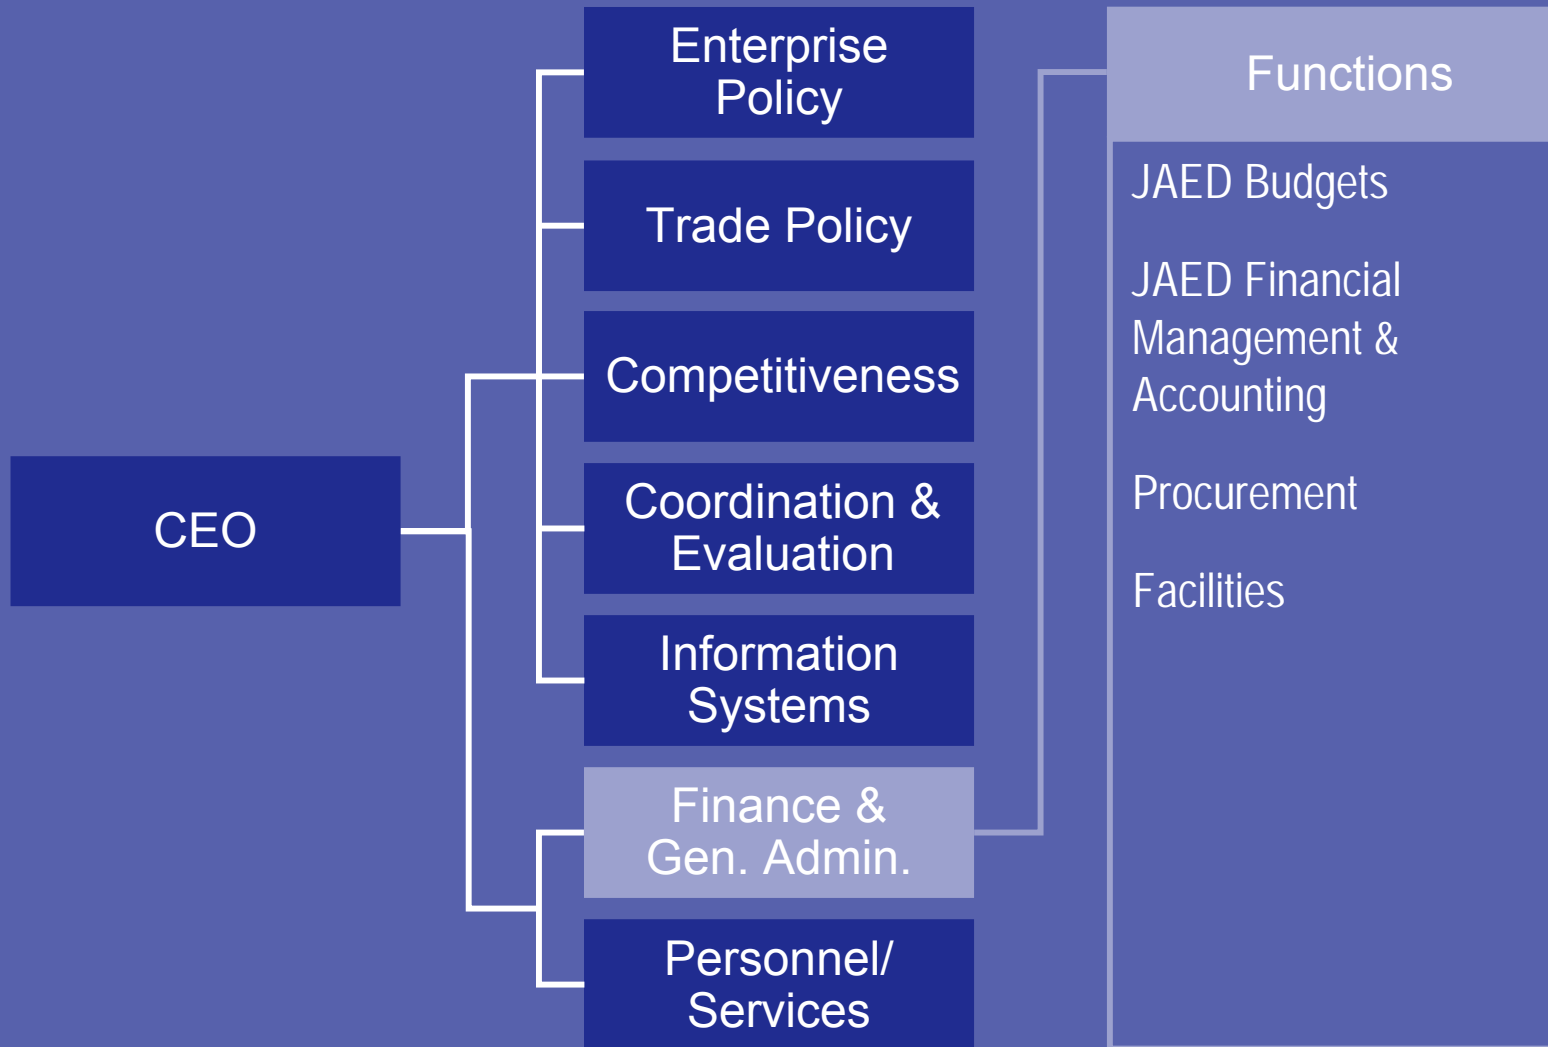 Enterprise
Policy
Trade Policy
Competitiveness
CEO
Coordination &
Evaluation
Information
Systems
Finance &
Gen. Admin.
Personnel/
Services
Functions
JAED Budgets
JAED Financial
Management &
Accounting
Procurement
Facilities